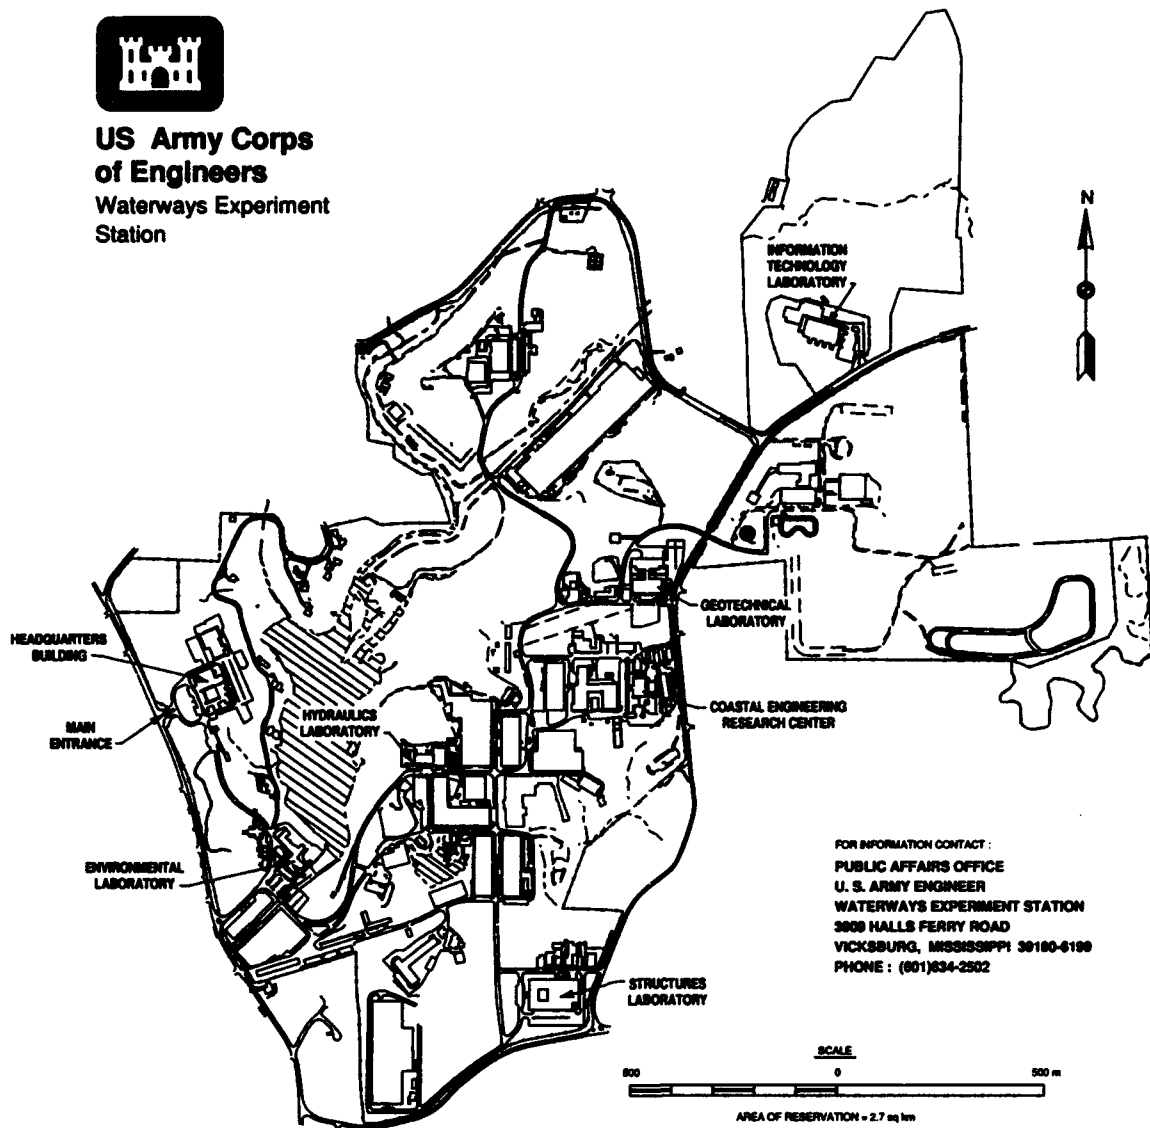 US Army Corps
of Engineers
Waterways Experiment
Station
N
INFORMATION
TECHNOLOGY
LABORATORY
GEOTECHNICAL
LABORATORY
HEADQUARTERS
BUILDING
MAIN
ENTRANCE
HYDRAULICS
LABORATORY
COASTAL ENGINEERING
RESEARCH CENTER
ENVIRONMENTAL
LABORATORY
STRUCTURES
LABORATORY
FOR INFORMATION CONTACT :
PUBLIC AFFAIRS OFFICE
U. S. ARMY ENGINEER
WATERWAYS EXPERIMENT STATION
3909 HALLS FERRY ROAD
VICKSBURG, MISSISSIPPI 39180-6199
PHONE : (601)634-2502
SCALE
500 0 500 m
AREA OF RESERVATION = 2.7 sq km